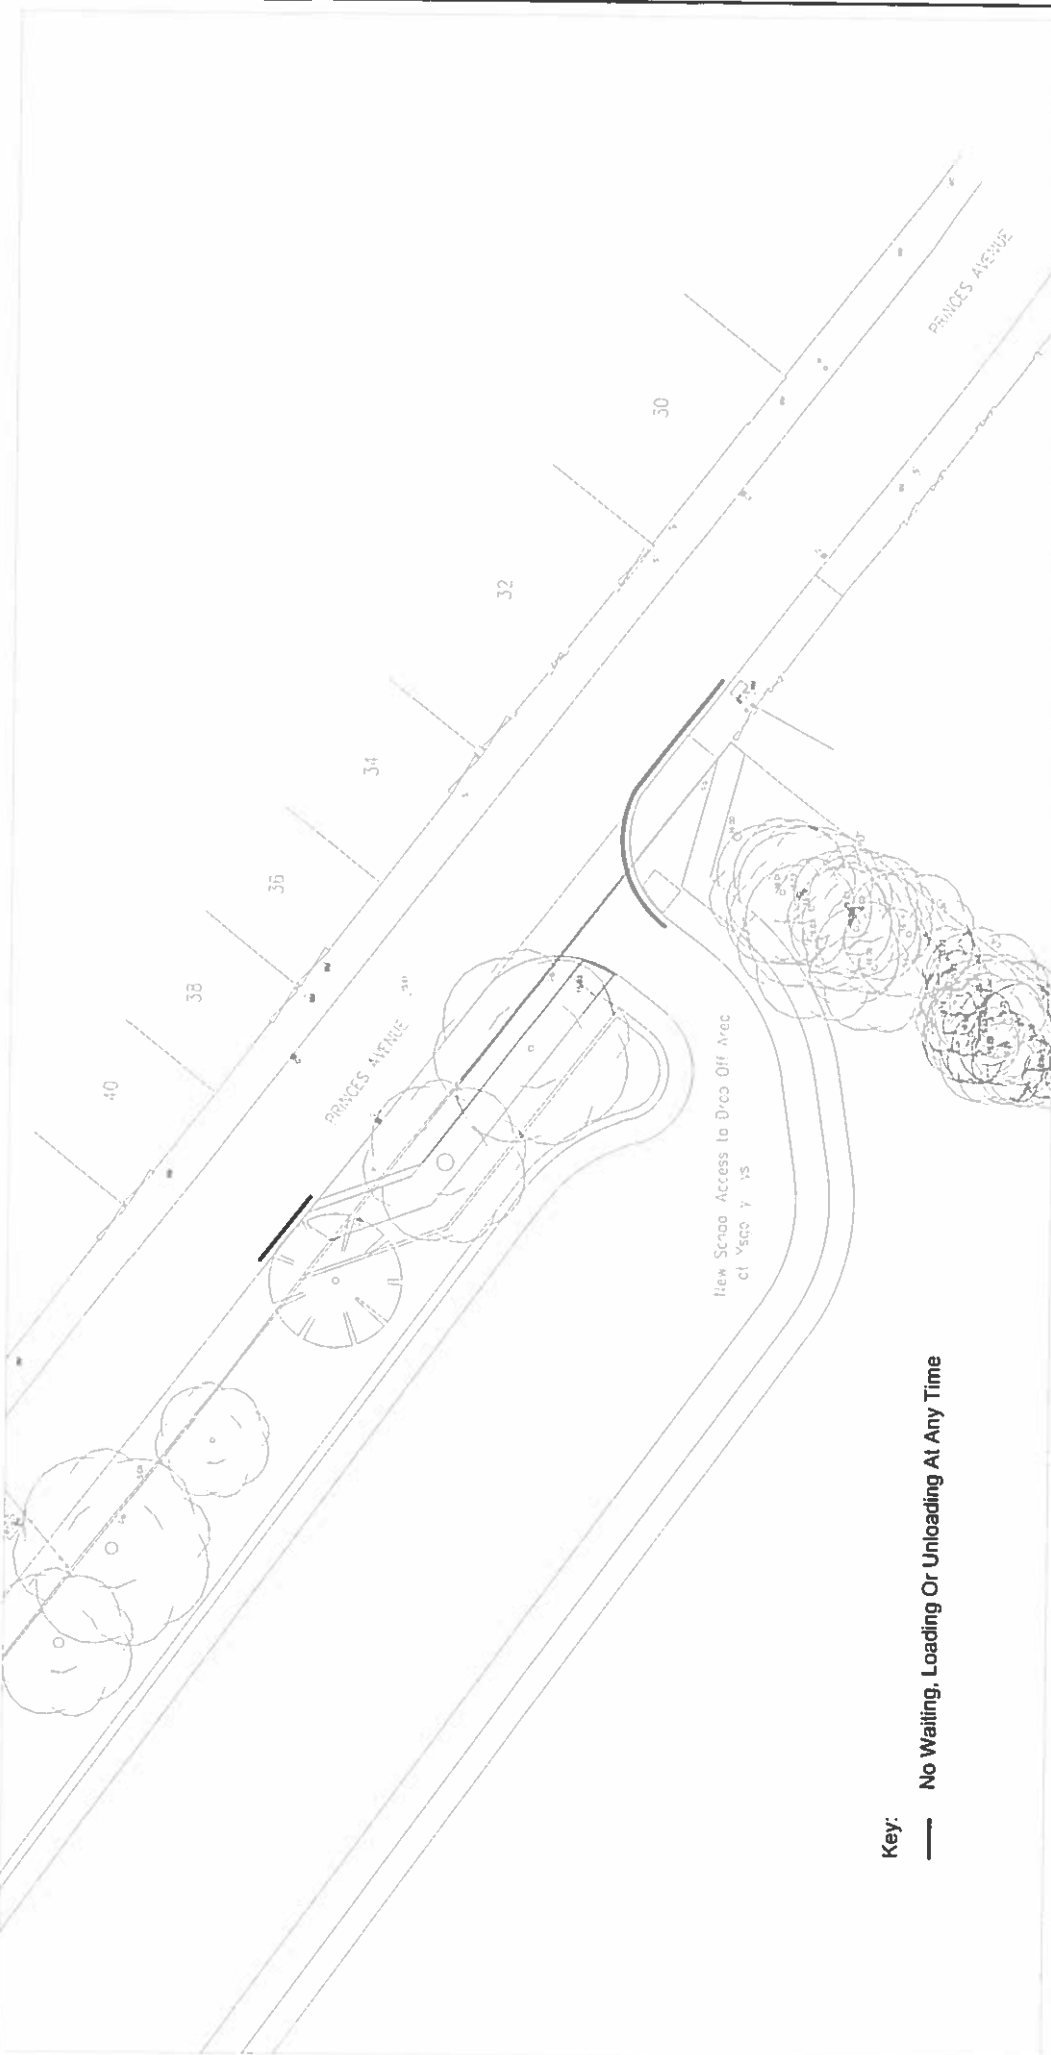 PRINCES AVENUE
30
32
34
36
38
40
PRINCES AVENUE
New School Access to Drop Off Area
at
Key:
No Waiting, Loading Or Unloading At Any Time